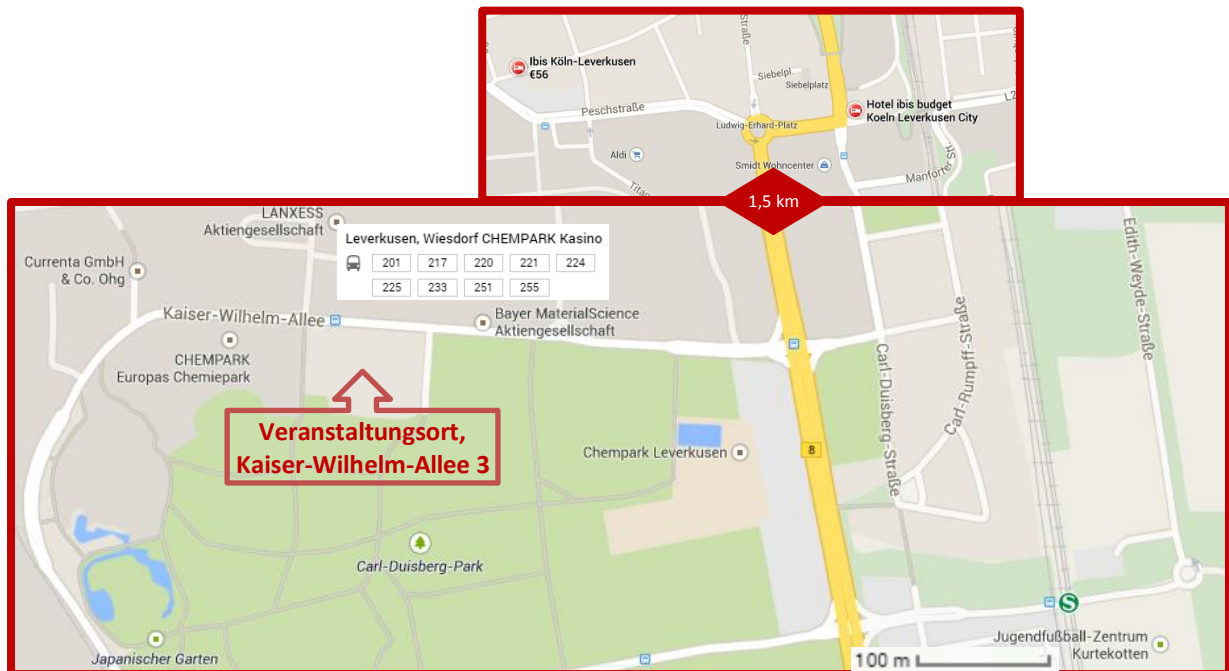 Ibis Köln-Leverkusen
€56
Straße
Siebelpl.
Siebelplatz
Peschstraße
Hotel ibis budget
Koeln Leverkusen City
Ludwig-Erhard-Platz
Aldi
Smidt Wohncenter
Manforter Str.
1,5 km
LANXESS
Aktiengesellschaft
Leverkusen, Wiesdorf CHEMPARK Kasino
201 217 220 221 224
225 233 251 255
Currenta GmbH
& Co. Ohg
Kaiser-Wilhelm-Allee
Bayer MaterialScience
Aktiengesellschaft
CHEMPARK
Europas Chemiepark
Edith-Weyde-Straße
Carl-Rumpff-Straße
Carl-Duisberg-Straße
Veranstaltungsort,
Kaiser-Wilhelm-Allee 3
Chempark Leverkusen
8
Carl-Duisberg-Park
S
Japanischer Garten
Jugendfußball-Zentrum
Kurtekotten
100 m